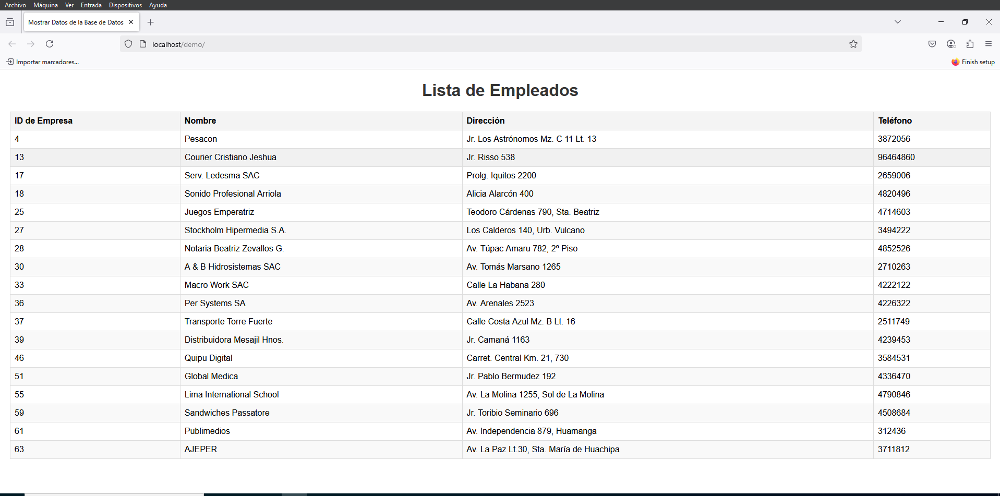 Archivo Máquina Ver Entrada Dispositivos Ayuda
Mostrar Datos de la Base de Datos
localhost/demo/
Importar marcadores... Finish setup
Lista de Empleados
ID de Empresa Nombre Dirección Teléfono
4 Pesacon Jr. Los Astrónomos Mz. C 11 Lt. 13 3872056
13 Courier Cristiano Jeshua Jr. Risso 538 96464860
17 Serv. Ledesma SAC Prolg. Iquitos 2200 2659006
18 Sonido Profesional Arriola Alicia Alarcón 400 4820496
25 Juegos Emperatriz Teodoro Cárdenas 790, Sta. Beatriz 4714603
27 Stockholm Hipermedia S.A. Los Calderos 140, Urb. Vulcano 3494222
28 Notaria Beatriz Zevallos G. Av. Túpac Amaru 782, 2º Piso 4852526
30 A & B Hidrosistemas SAC Av. Tomás Marsano 1265 2710263
33 Macro Work SAC Calle La Habana 280 4222122
36 Per Systems SA Av. Arenales 2523 4226322
37 Transporte Torre Fuerte Calle Costa Azul Mz. B Lt. 16 2511749
39 Distribuidora Mesajil Hnos. Jr. Camaná 1163 4239453
46 Quipu Digital Carret. Central Km. 21, 730 3584531
51 Global Medica Jr. Pablo Bermudez 192 4336470
55 Lima International School Av. La Molina 1255, Sol de La Molina 4790846
59 Sandwiches Passatore Jr. Toribio Seminario 696 4508684
61 Publimedios Av. Independencia 879, Huamanga 312436
63 AJEPER Av. La Paz Lt.30, Sta. María de Huachipa 3711812